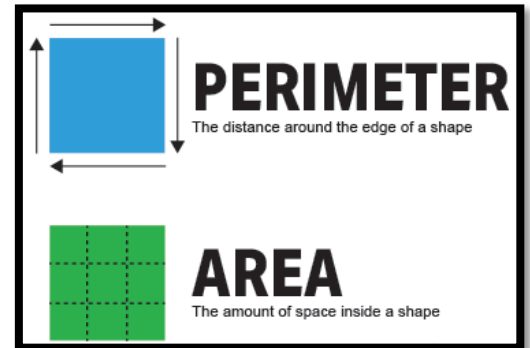 PERIMETER
The distance around the edge of a shape
AREA
The amount of space inside a shape